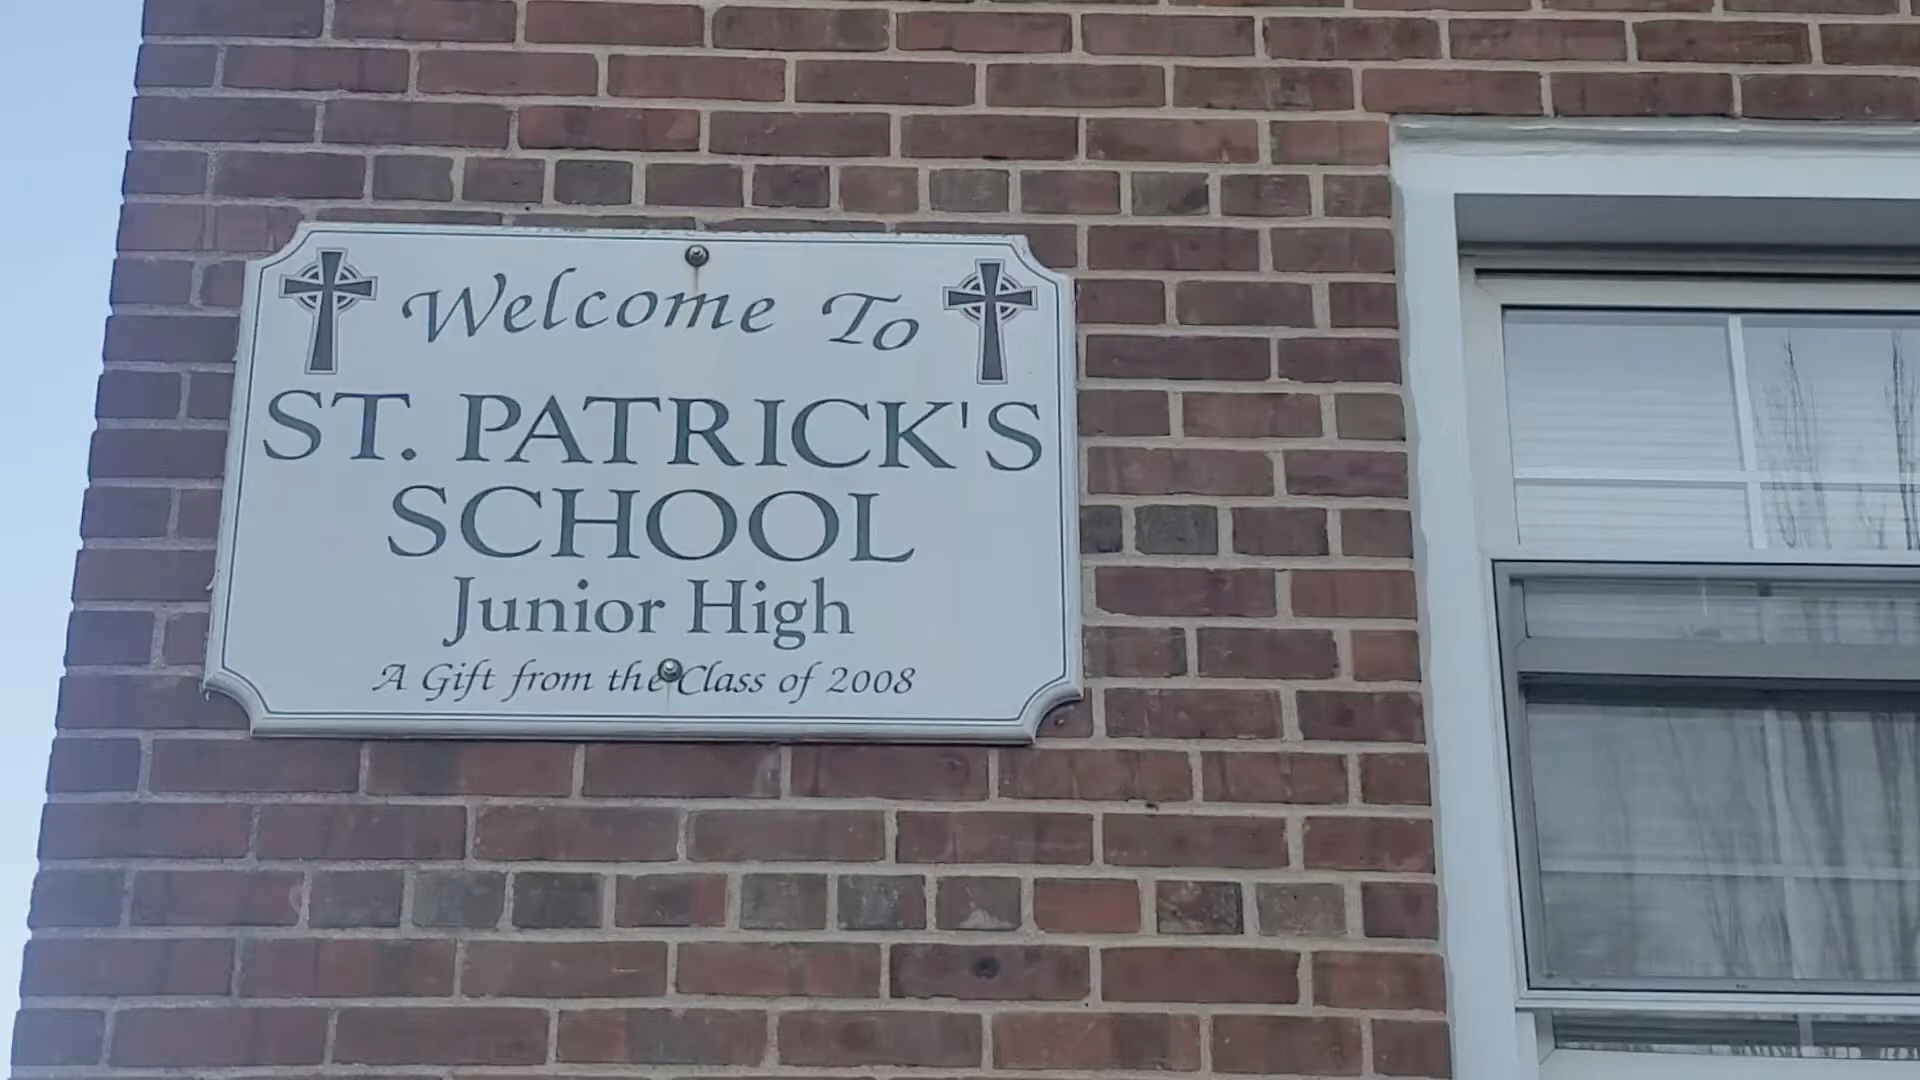 Welcome To
ST. PATRICK'S
SCHOOL
Junior High
A Gift from the Class of 2008